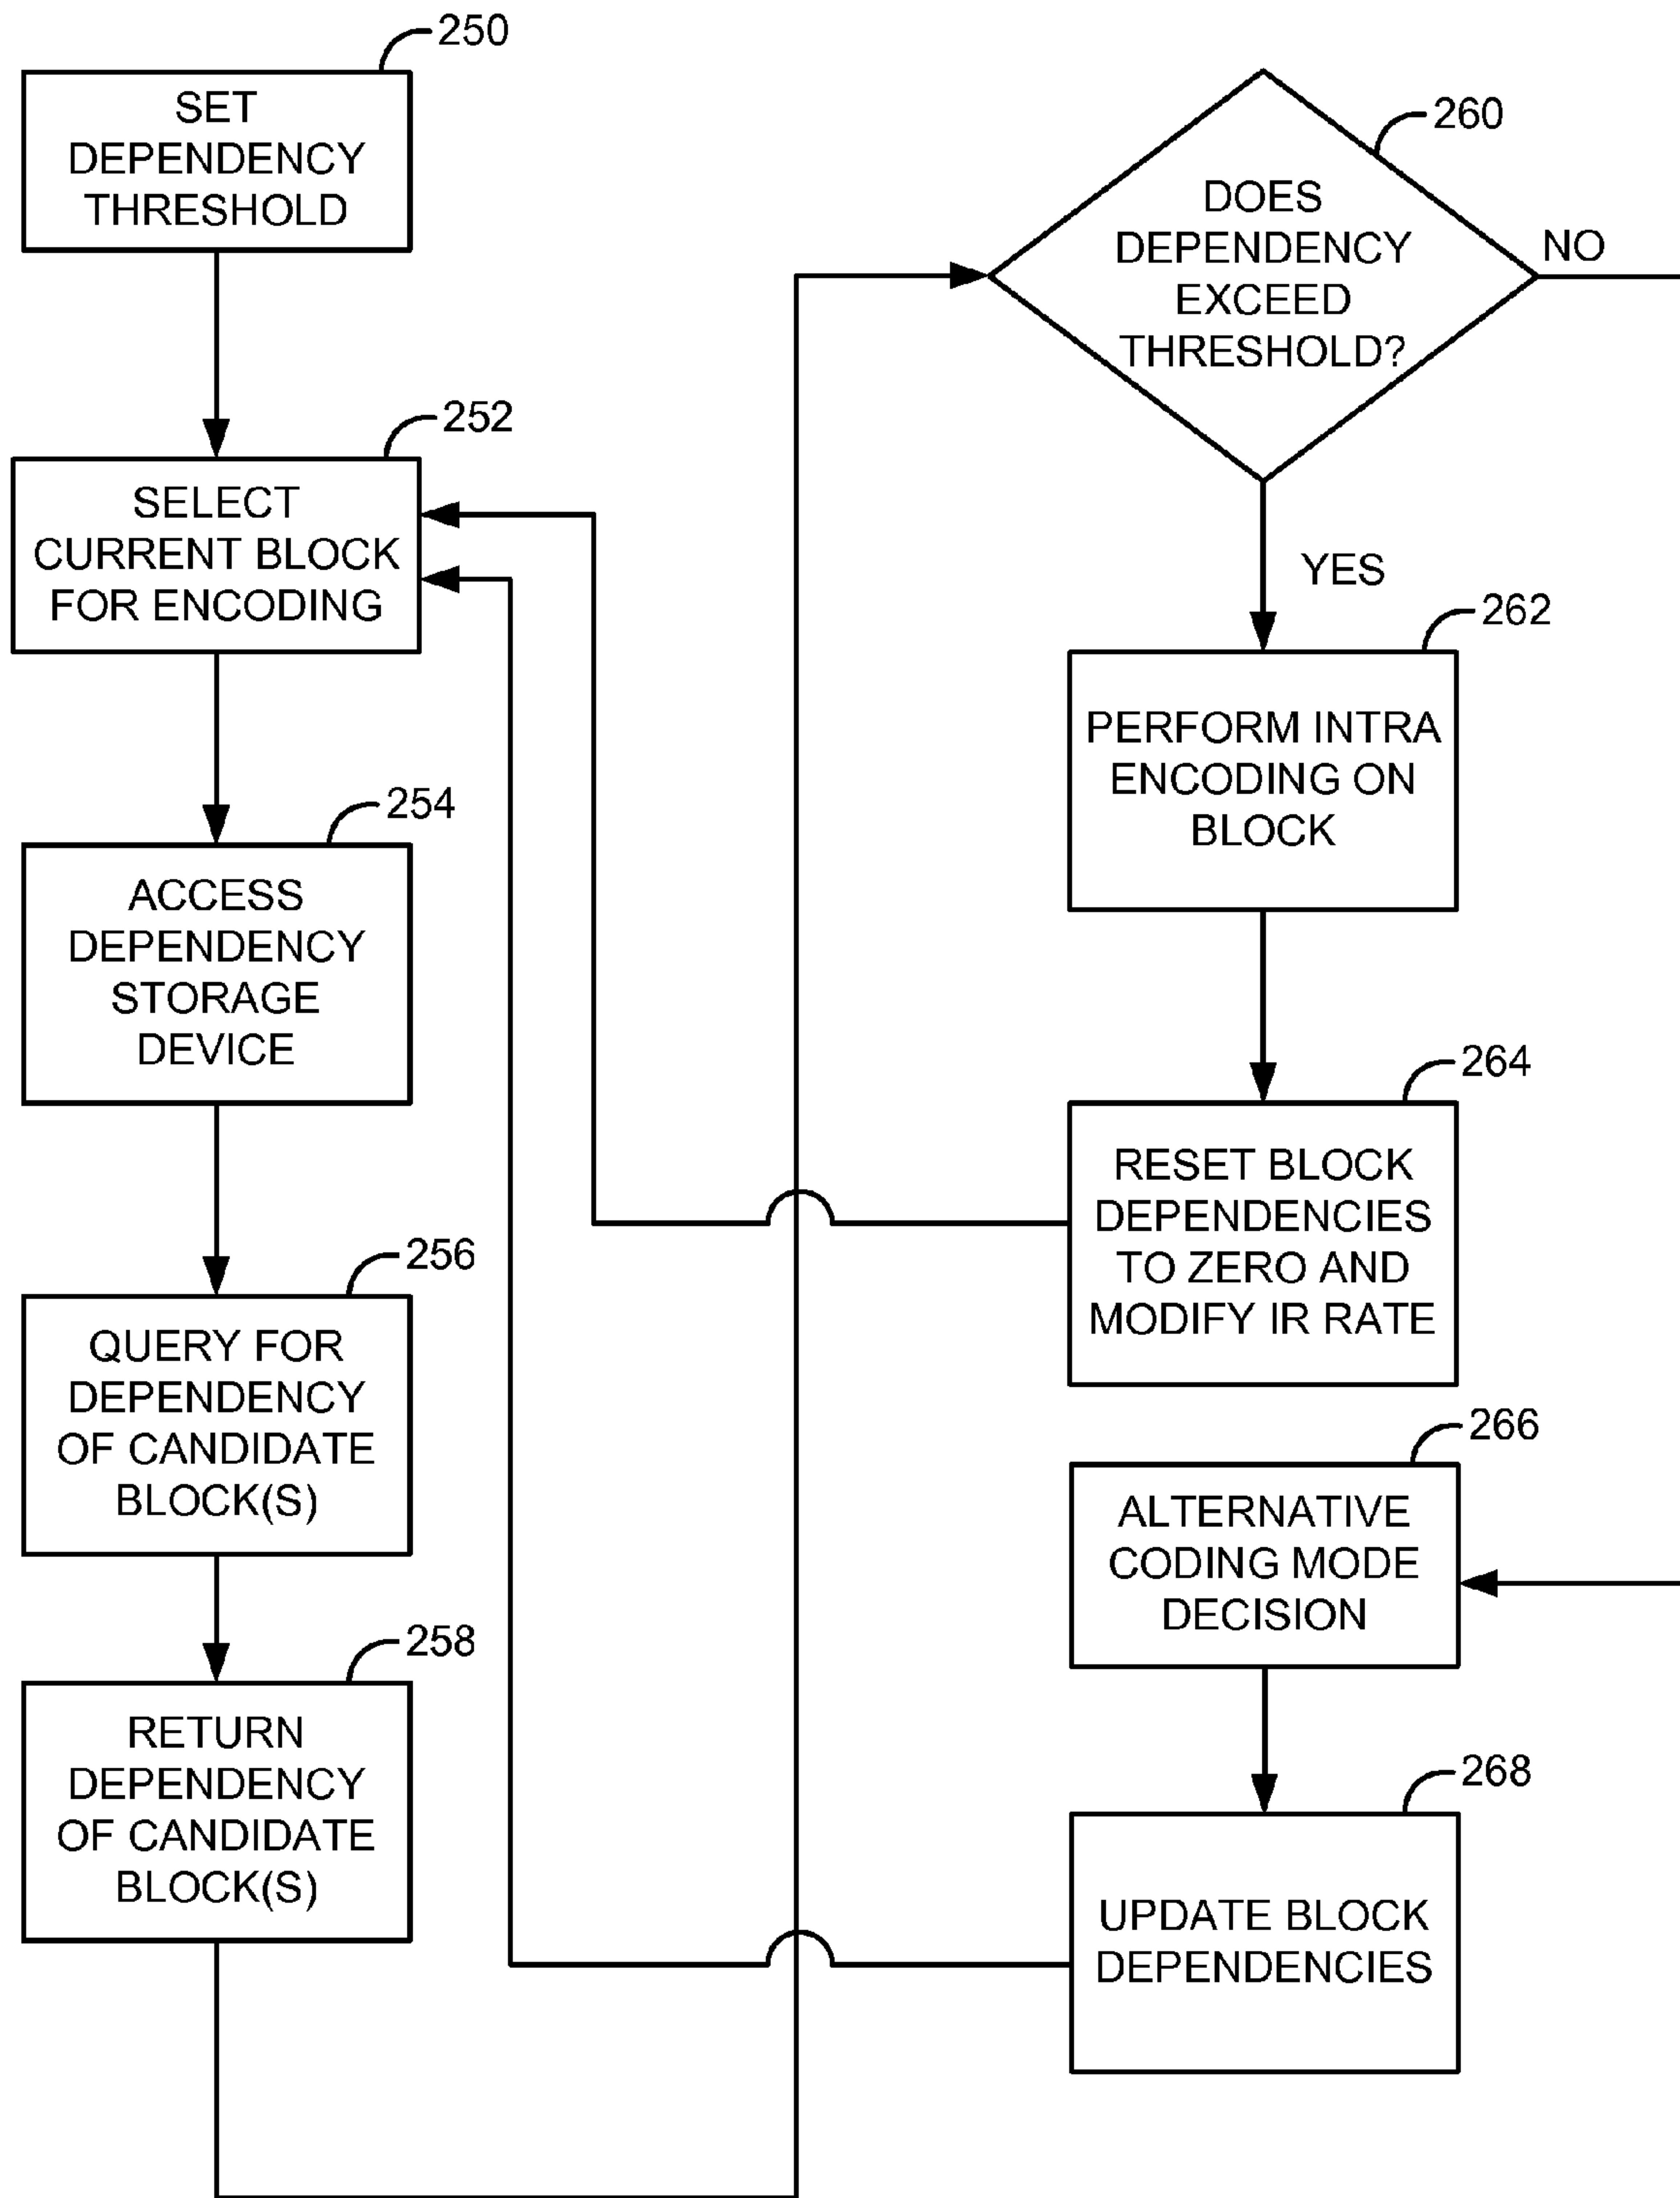 250
SET
DEPENDENCY
THRESHOLD
252
SELECT
CURRENT BLOCK
FOR ENCODING
254
ACCESS
DEPENDENCY
STORAGE
DEVICE
256
QUERY FOR
DEPENDENCY
OF CANDIDATE
BLOCK(S)
258
RETURN
DEPENDENCY
OF CANDIDATE
BLOCK(S)
260
DOES
DEPENDENCY
EXCEED
THRESHOLD?
NO
YES
262
PERFORM INTRA
ENCODING ON
BLOCK
264
RESET BLOCK
DEPENDENCIES
TO ZERO AND
MODIFY IR RATE
266
ALTERNATIVE
CODING MODE
DECISION
268
UPDATE BLOCK
DEPENDENCIES